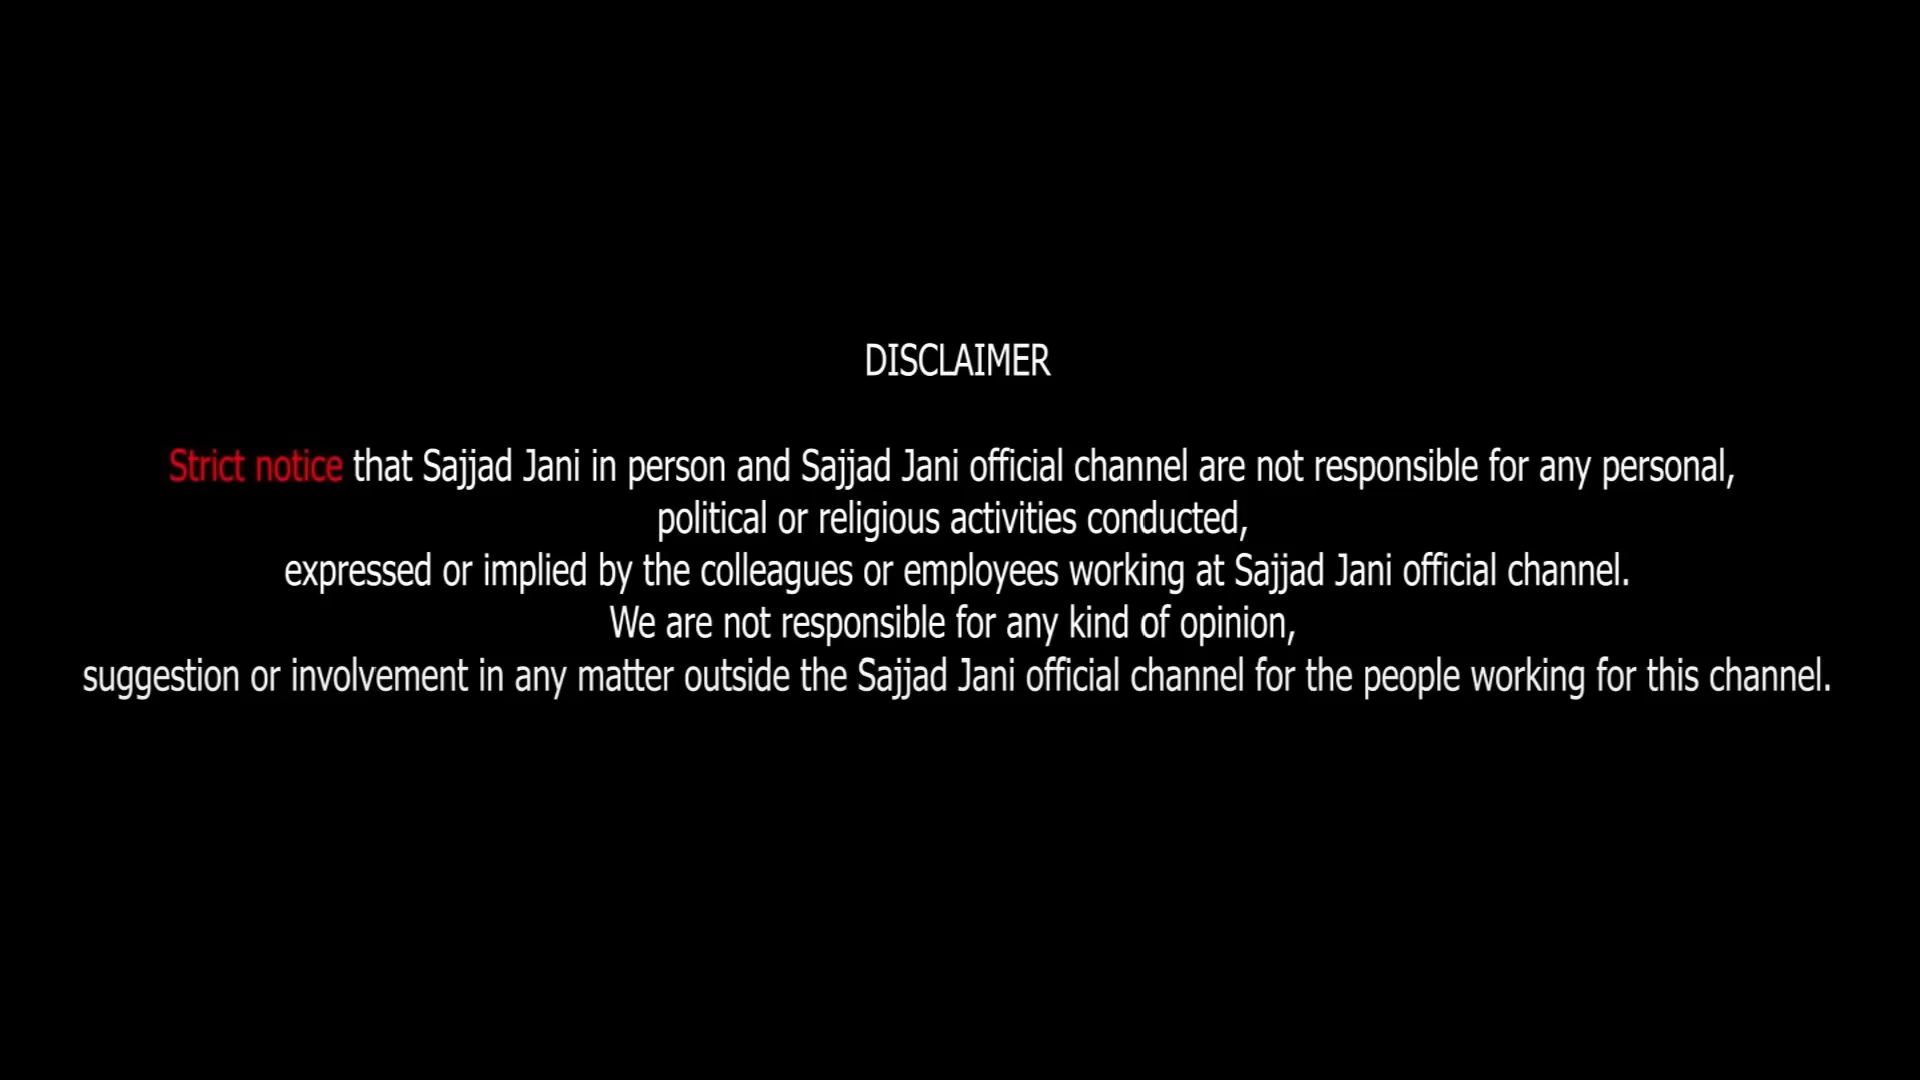 DISCLAIMER
Strict notice that Sajjad Jani in person and Sajjad Jani official channel are not responsible for any personal,
political or religious activities conducted,
expressed or implied by the colleagues or employees working at Sajjad Jani official channel.
We are not responsible for any kind of opinion,
suggestion or involvement in any matter outside the Sajjad Jani official channel for the people working for this channel.